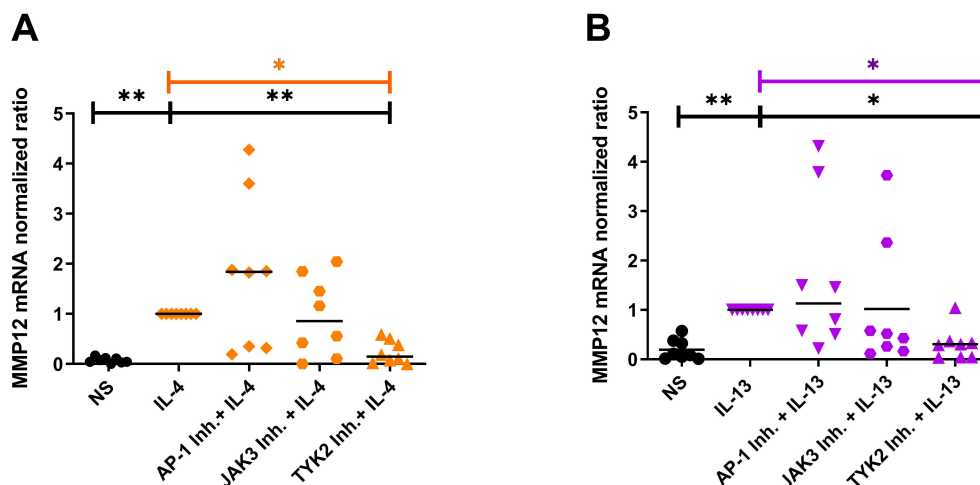 A
*
** **
MMP12 mRNA normalized ratio
5
4
3
2
1
0
NS
IL-4
AP-1 Inh.+ IL-4
JAK3 Inh. + IL-4
TYK2 Inh.+ IL-4
B
*
** *
MMP12 mRNA normalized ratio
5
4
3
2
1
0
NS
IL-13
AP-1 Inh. + IL-13
JAK3 Inh. + IL-13
TYK2 Inh. + IL-13